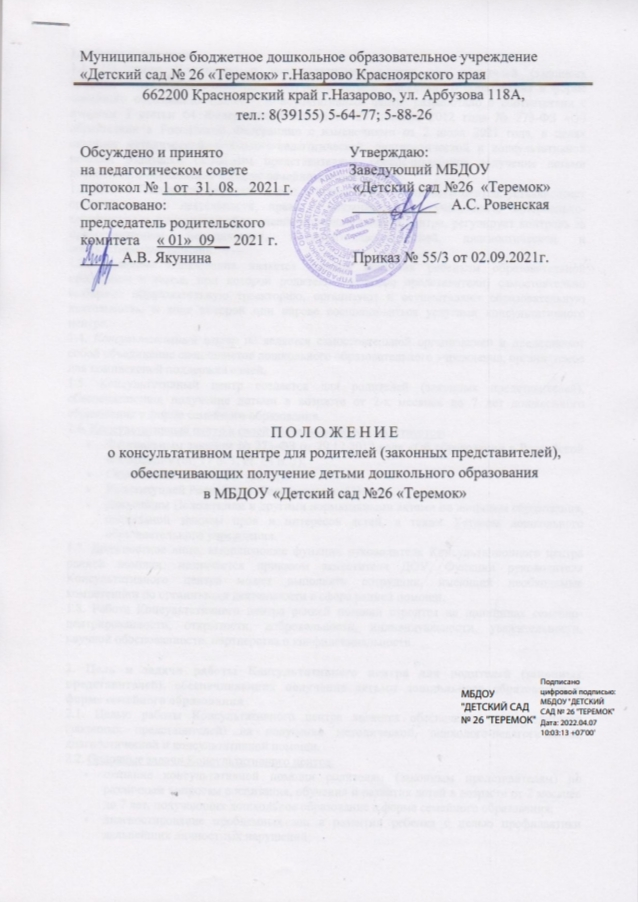 Муниципальное бюджетное дошкольное образовательное учреждение
«Детский сад № 26 «Теремок» г.Назарово Красноярского края
662200 Красноярский край г.Назарово, ул. Арбузова 118А,
тел.: 8(39155) 5-64-77; 5-88-26
Обсуждено и принято
на педагогическом совете
протокол № 1 от 31. 08. 2021 г.
Согласовано:
председатель родительского
комитета « 01» 09 2021 г.
А.В. Якунина
Утверждаю:
Заведующий МБДОУ
«Детский сад №26 «Теремок»
А.С. Ровенская
Приказ № 55/3 от 02.09.2021г.
П О Л О Ж Е Н И Е
о консультативном центре для родителей (законных представителей),
обеспечивающих получение детьми дошкольного образования
в МБДОУ «Детский сад №26 «Теремок»
МБДОУ
"ДЕТСКИЙ САД
№ 26 "ТЕРЕМОК"
Подписано
цифровой подписью:
МБДОУ "ДЕТСКИЙ
САД № 26 "ТЕРЕМОК"
Дата: 2022.04.07
10:03:13 +07'00'